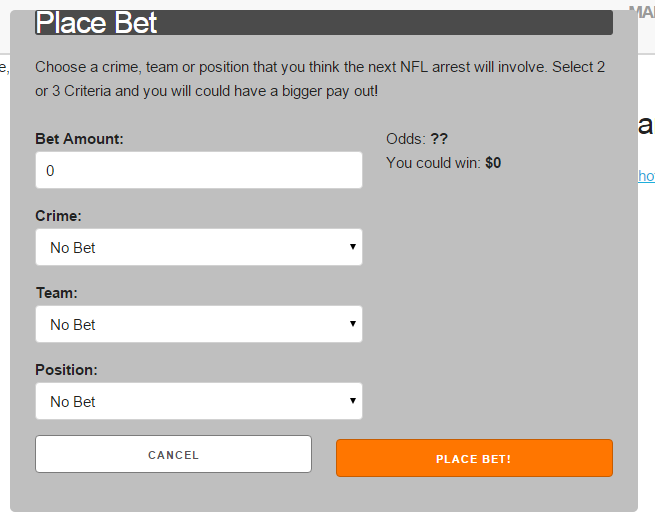 Place Bet
MA
e,
Choose a crime, team or position that you think the next NFL arrest will involve. Select 2
or 3 Criteria and you will could have a bigger pay out!
Bet Amount:
0
Odds: ??
You could win: $0
a
ho
Crime:
No Bet
Team:
No Bet
Position:
No Bet
CANCEL
PLACE BET!